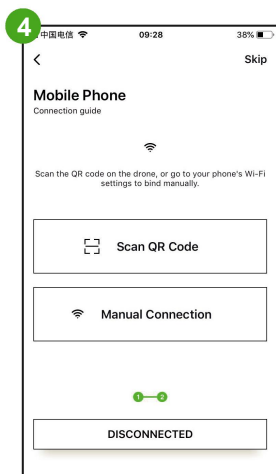 4
中国电信 09:28 38%
Skip
Mobile Phone
Connection guide
Scan the QR code on the drone, or go to your phone's Wi-Fi
settings to bind manually.
Scan QR Code
Manual Connection
1 2
DISCONNECTED